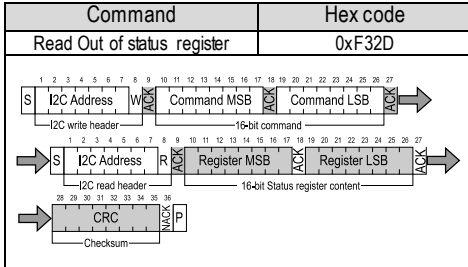 Command Hex code
Read Out of status register 0xF32D
1 2 3 4 5 6 7 8 9 10 11 12 13 14 15 16 17 18 19 20 21 22 23 24 25 26 27
S I2C Address W ACK Command MSB ACK Command LSB ACK
I2C write header 16-bit command
1 2 3 4 5 6 7 8 9 10 11 12 13 14 15 16 17 18 19 20 21 22 23 24 25 26 27
S I2C Address R ACK Register MSB ACK Register LSB ACK
I2C read header 16-bit Status register content
28 29 30 31 32 33 34 35 36
CRC NACK P
Checksum